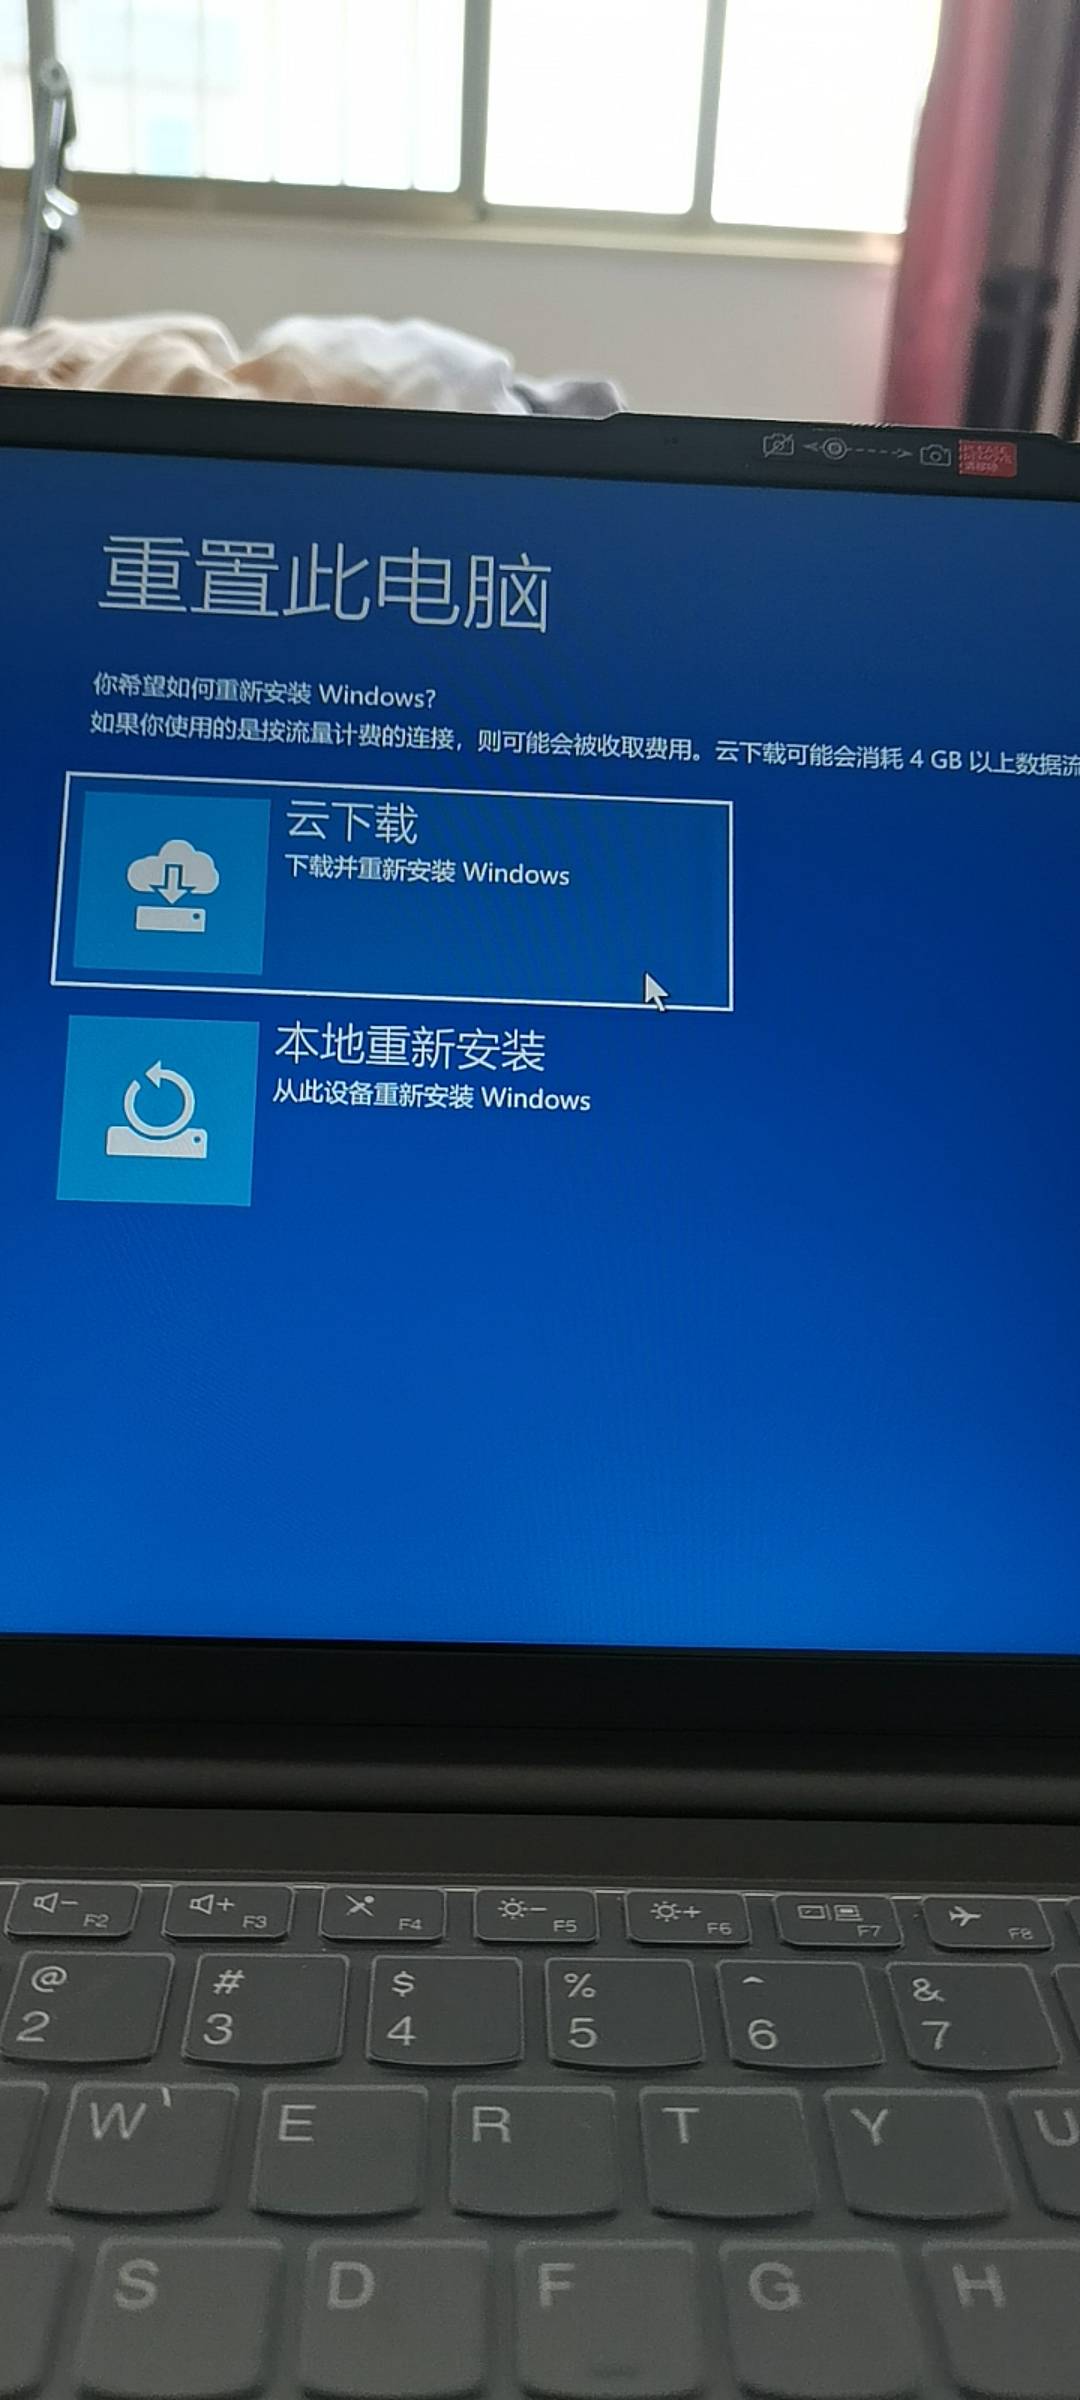 重置此电脑
你希望如何重新安装 Windows?
如果你使用的是按流量计费的连接，则可能会被收取费用。云下载可能会消耗 4 GB 以上数据流
云下载
下载并重新安装 Windows
本地重新安装
从此设备重新安装 Windows
F2 F3 F4 F5 F6 F7 F8
@ # $ % ^ &
2 3 4 5 6 7
W E R T Y U
S D F G H